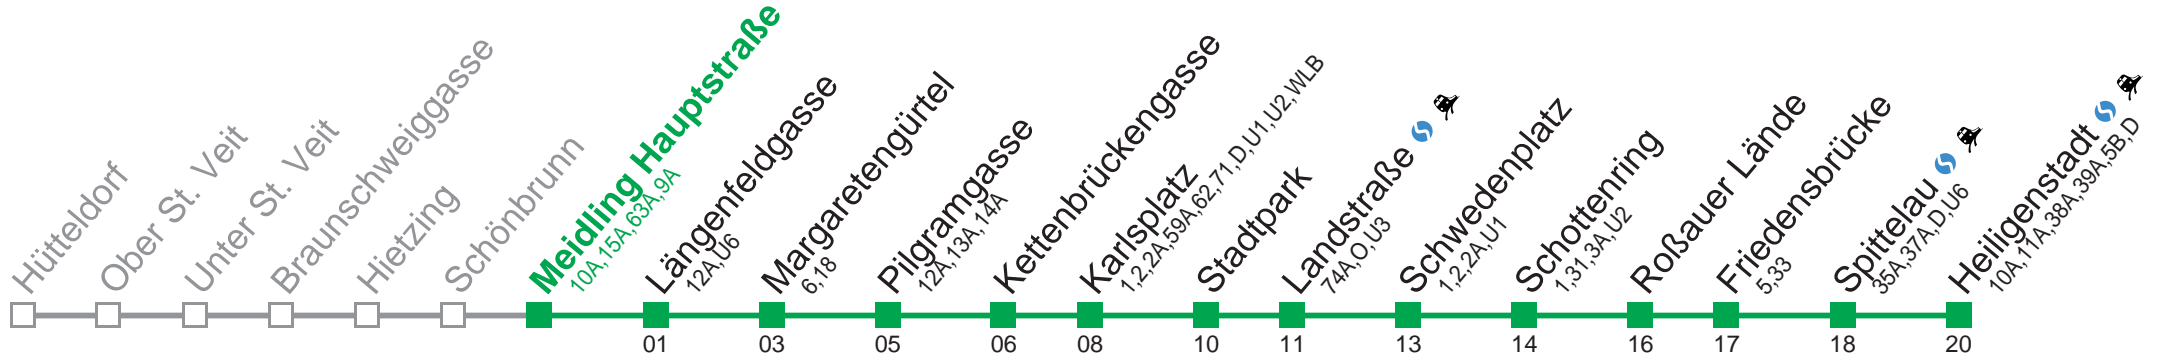 Hütteldorf
Ober St. Veit
Unter St. Veit
Braunschweiggasse
Hietzing
Schönbrunn
Meidling Hauptstraße
10A,15A,63A,9A
Längenfeldgasse
12A,U6
01
Margaretengürtel
6,18
03
Pilgramgasse
12A,13A,14A
05
Kettenbrückengasse
06
Karlsplatz
1,2,2A,59A,62,71,D,U1,U2,WLB
08
Stadtpark
10
Landstraße
74A,O,U3
11
Schwedenplatz
1,2,2A,U1
13
Schottenring
1,31,3A,U2
14
Roßauer Lände
16
Friedensbrücke
5,33
17
Spittelau
35A,37A,D,U6
18
Heiligenstadt
10A,11A,38A,39A,5B,D
20